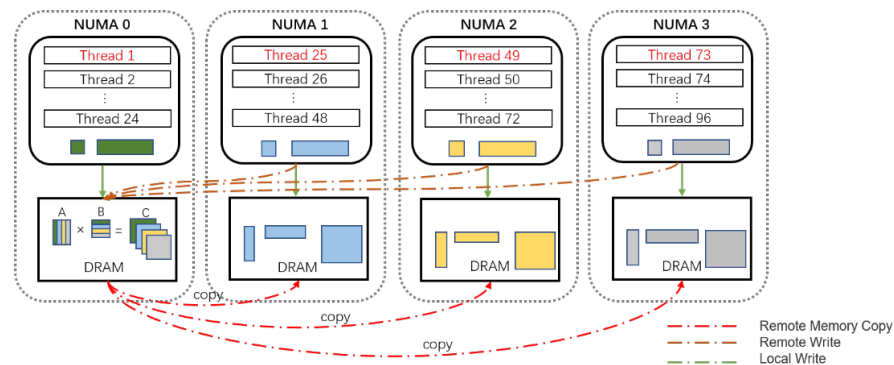 NUMA 0
NUMA 1
NUMA 2
NUMA 3
Thread 1
Thread 2
⋮
Thread 24
Thread 25
Thread 26
⋮
Thread 48
Thread 49
Thread 50
⋮
Thread 72
Thread 73
Thread 74
⋮
Thread 96
A B C
× =
DRAM
DRAM
DRAM
DRAM
copy
copy
copy
Remote Memory Copy
Remote Write
Local Write